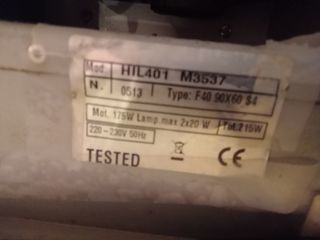 Mod. HIL401 M3537
N. 0513 Type: F40 90X60 S4
Mot. 175W Lamp.max 2x20 W Tot.215W
220-230V 50Hz
TESTED CE